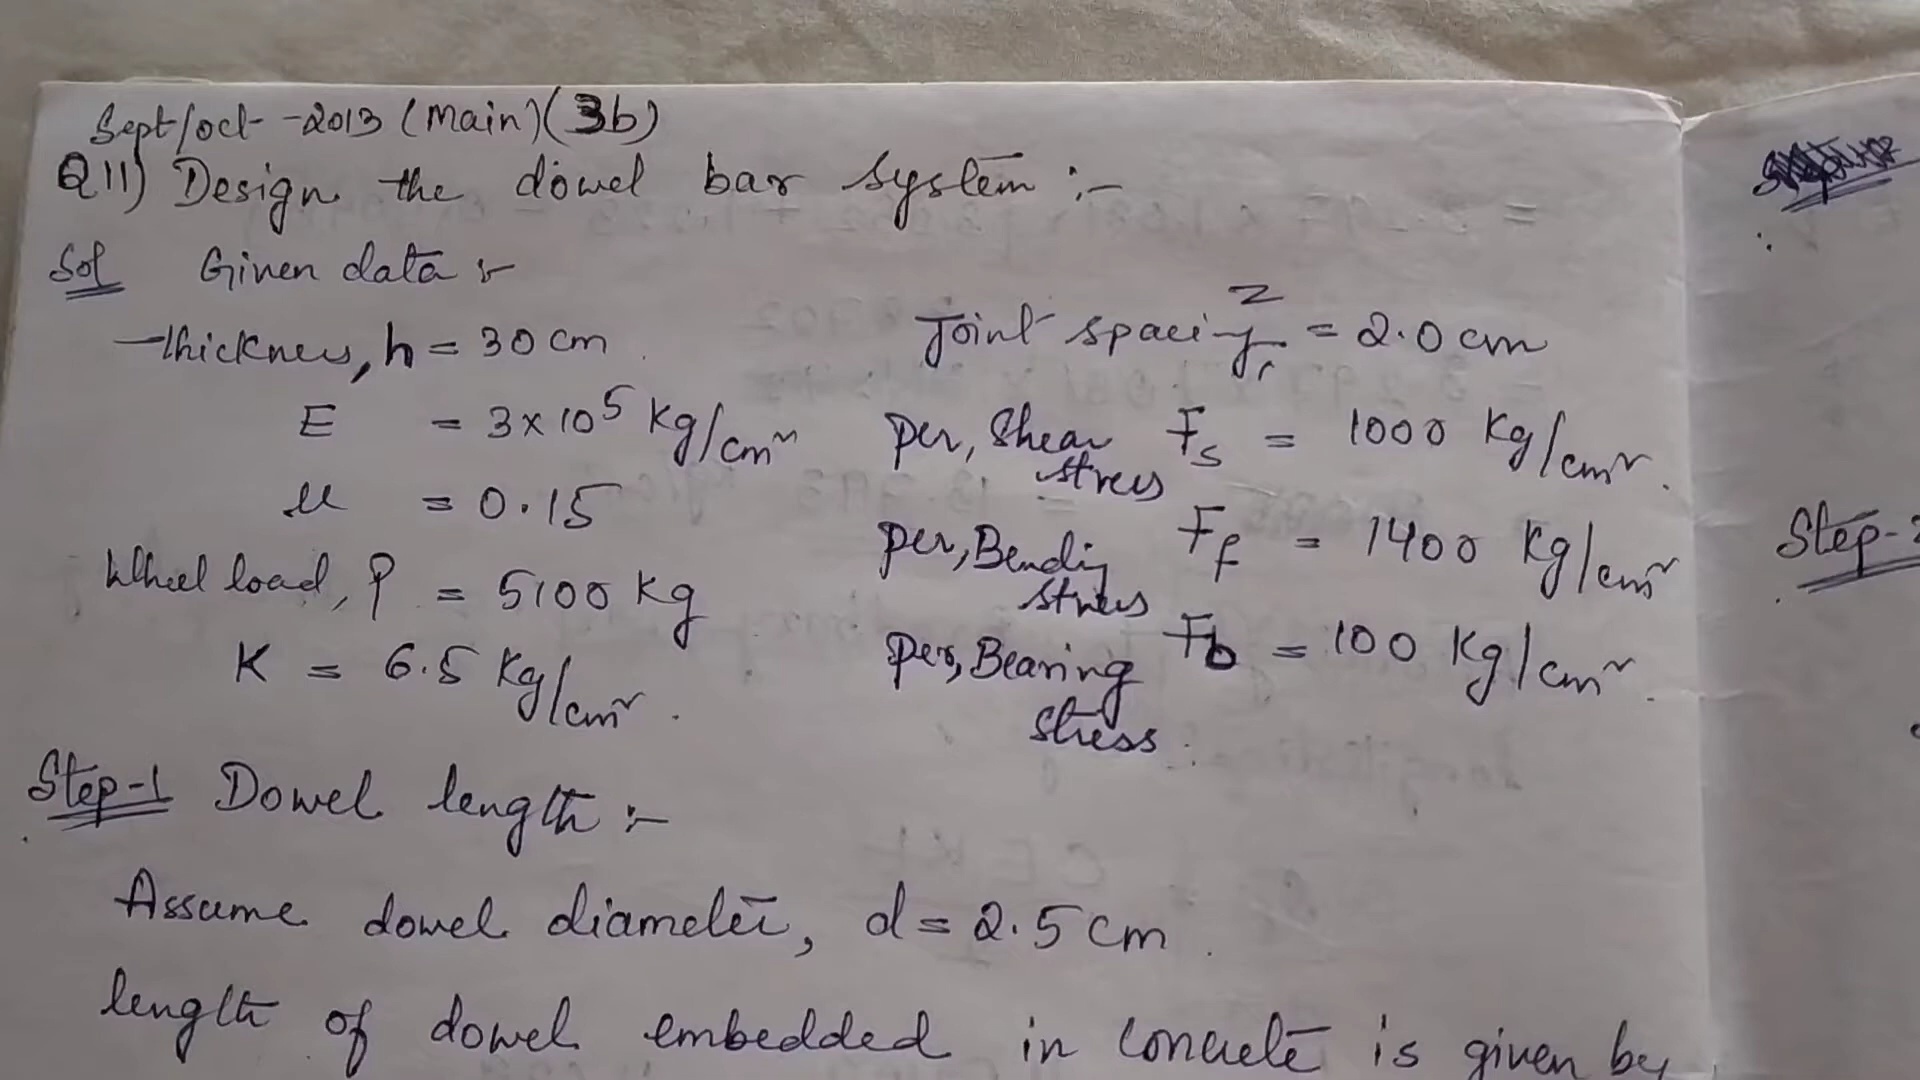 Sept/oct -2013 (Main)(3b)
Q11) Design the dowel bar system :-
Sol Given data :-
Thickness, h = 30 cm
E = 3×10⁵ Kg/cm²
μ = 0.15
Wheel load, P = 5100 Kg
K = 6.5 Kg/cm².
Joint spacing, Z = 2.0 cm
Per, Shear stress Fs = 1000 Kg/cm².
Per, Bending stress Ff = 1400 Kg/cm²
Per, Bearing stress. Fb = 100 Kg/cm².
Step-1 Dowel length :-
Assume dowel diameter, d = 2.5 cm.
length of dowel embedded in concrete is given by
Step-